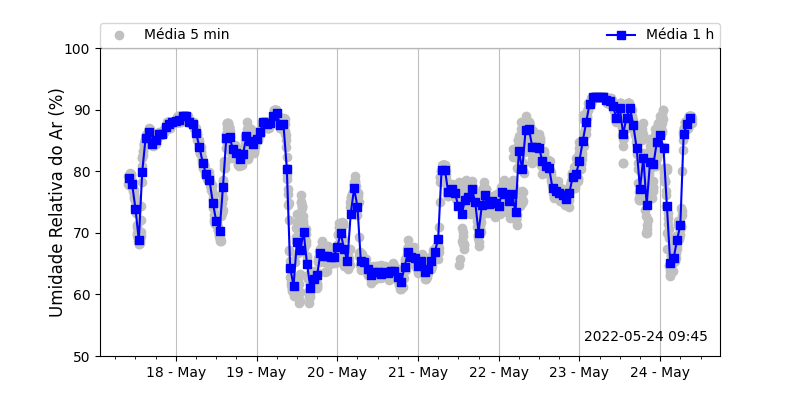 Média 5 min
Média 1 h
Umidade Relativa do Ar (%)
100
90
80
70
60
50
2022-05-24 09:45
18 - May
19 - May
20 - May
21 - May
22 - May
23 - May
24 - May